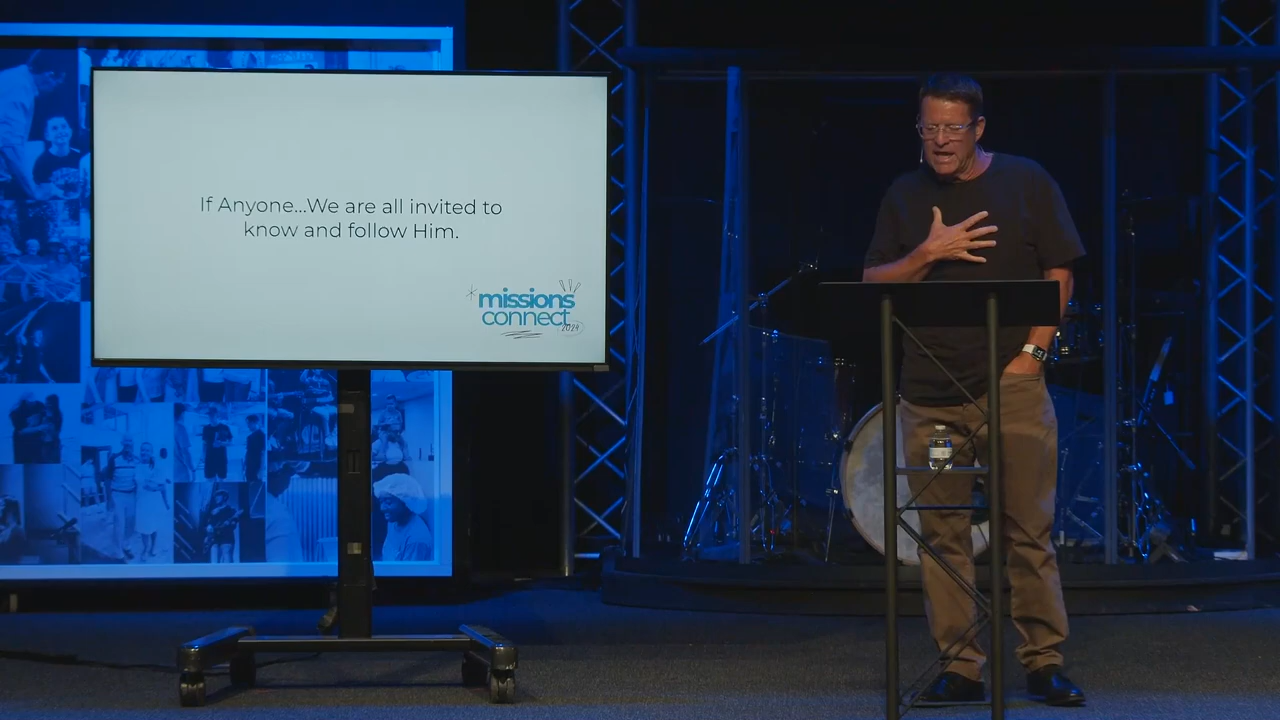 If Anyone...We are all invited to
know and follow Him.
missions
connect
2024